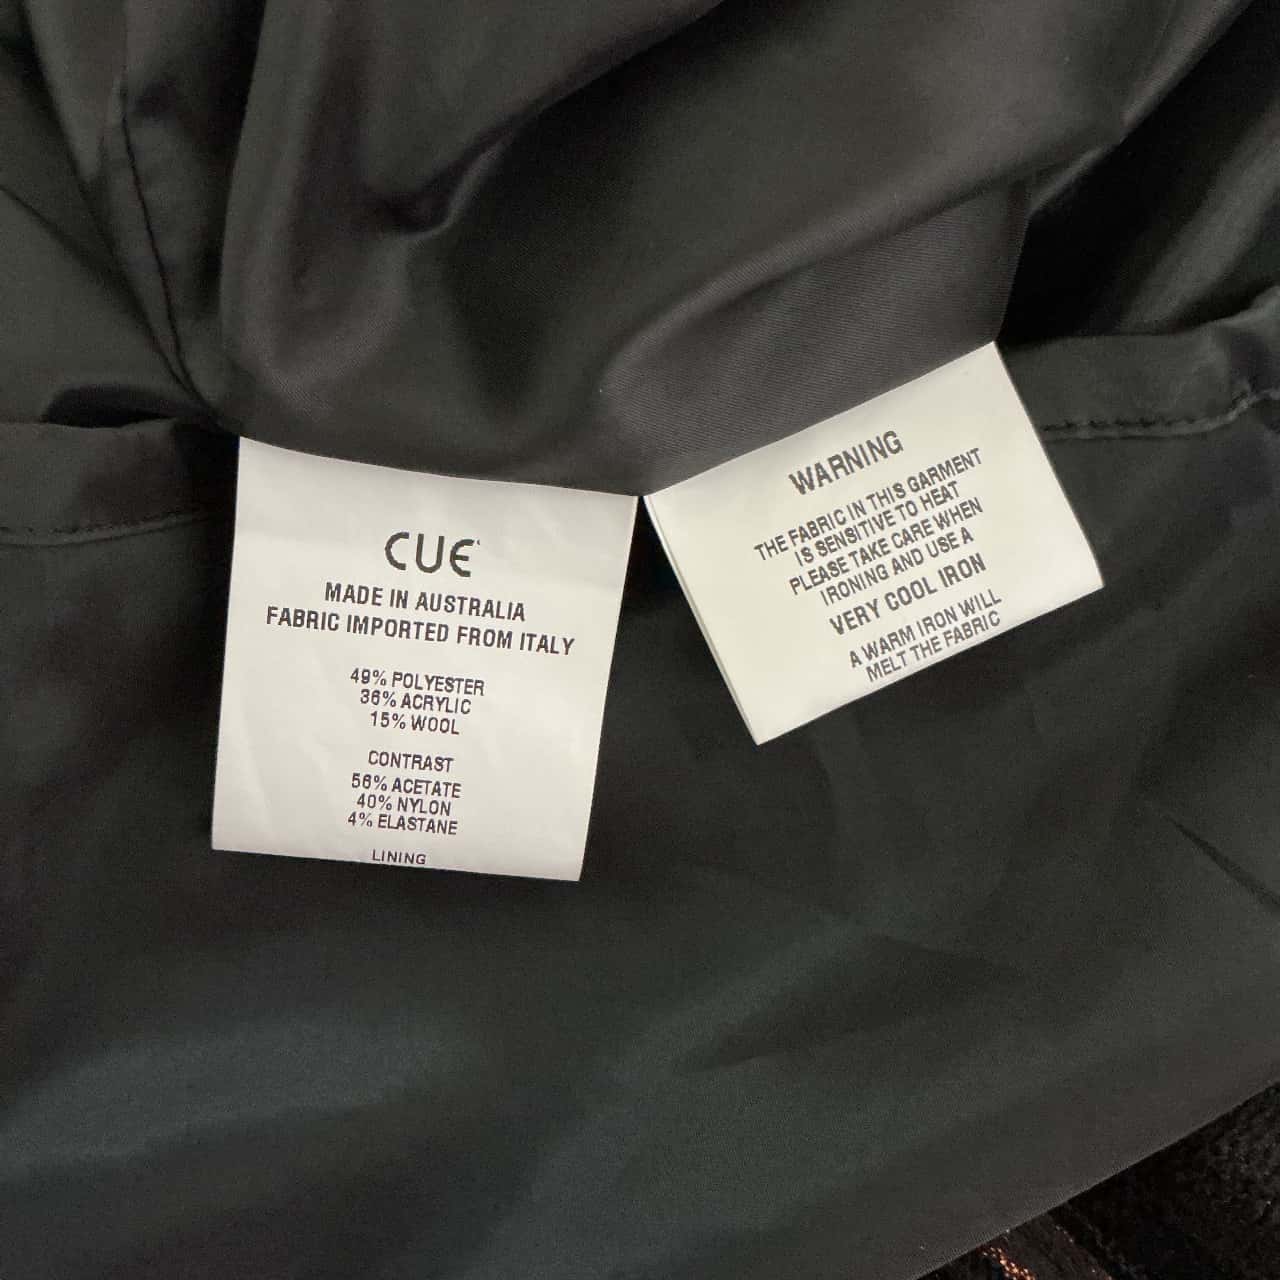 CUE
MADE IN AUSTRALIA
FABRIC IMPORTED FROM ITALY
49% POLYESTER
36% ACRYLIC
15% WOOL
CONTRAST
56% ACETATE
40% NYLON
4% ELASTANE
LINING
WARNING
THE FABRIC IN THIS GARMENT
IS SENSITIVE TO HEAT
PLEASE TAKE CARE WHEN
IRONING AND USE A
VERY COOL IRON
A WARM IRON WILL
MELT THE FABRIC